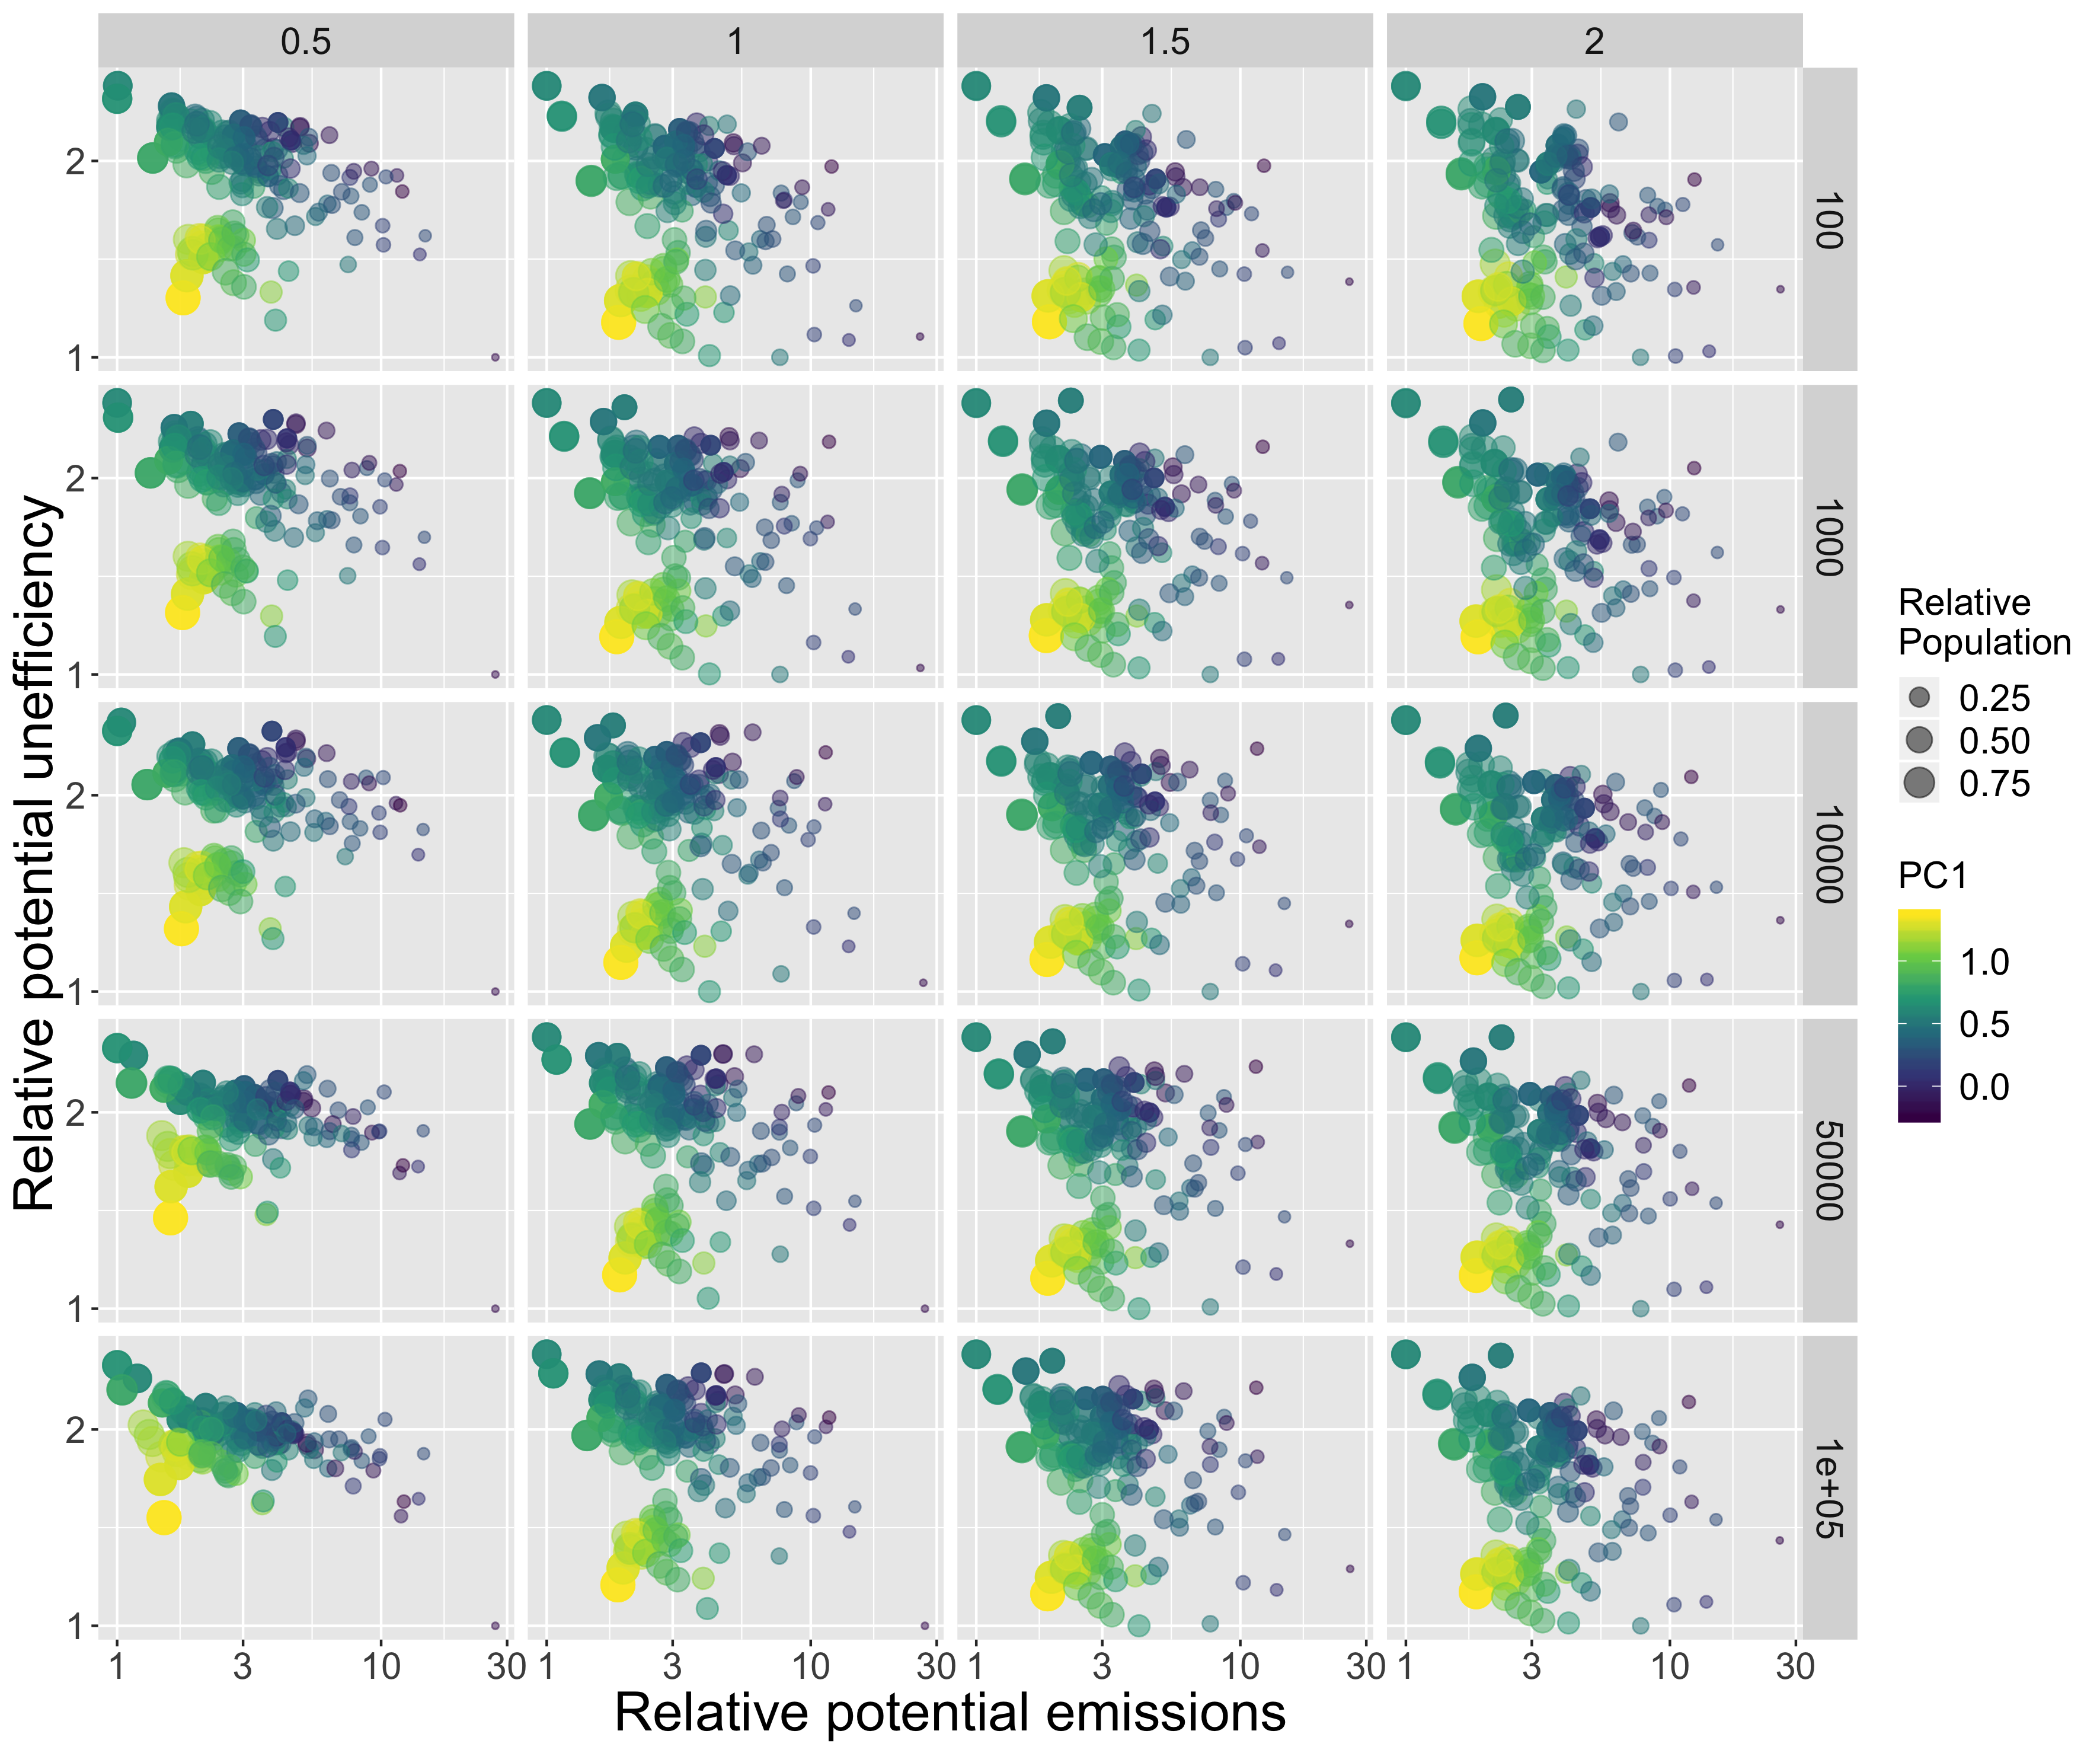 0.5 1 1.5 2
2
1
100
2
1
1000
2
1
10000
2
1
50000
2
1
1e+05
1 3 10 30 1 3 10 30 1 3 10 30 1 3 10 30
Relative potential emissions
Relative potential unefficiency
Relative
Population
0.25
0.50
0.75
PC1
1.0
0.5
0.0